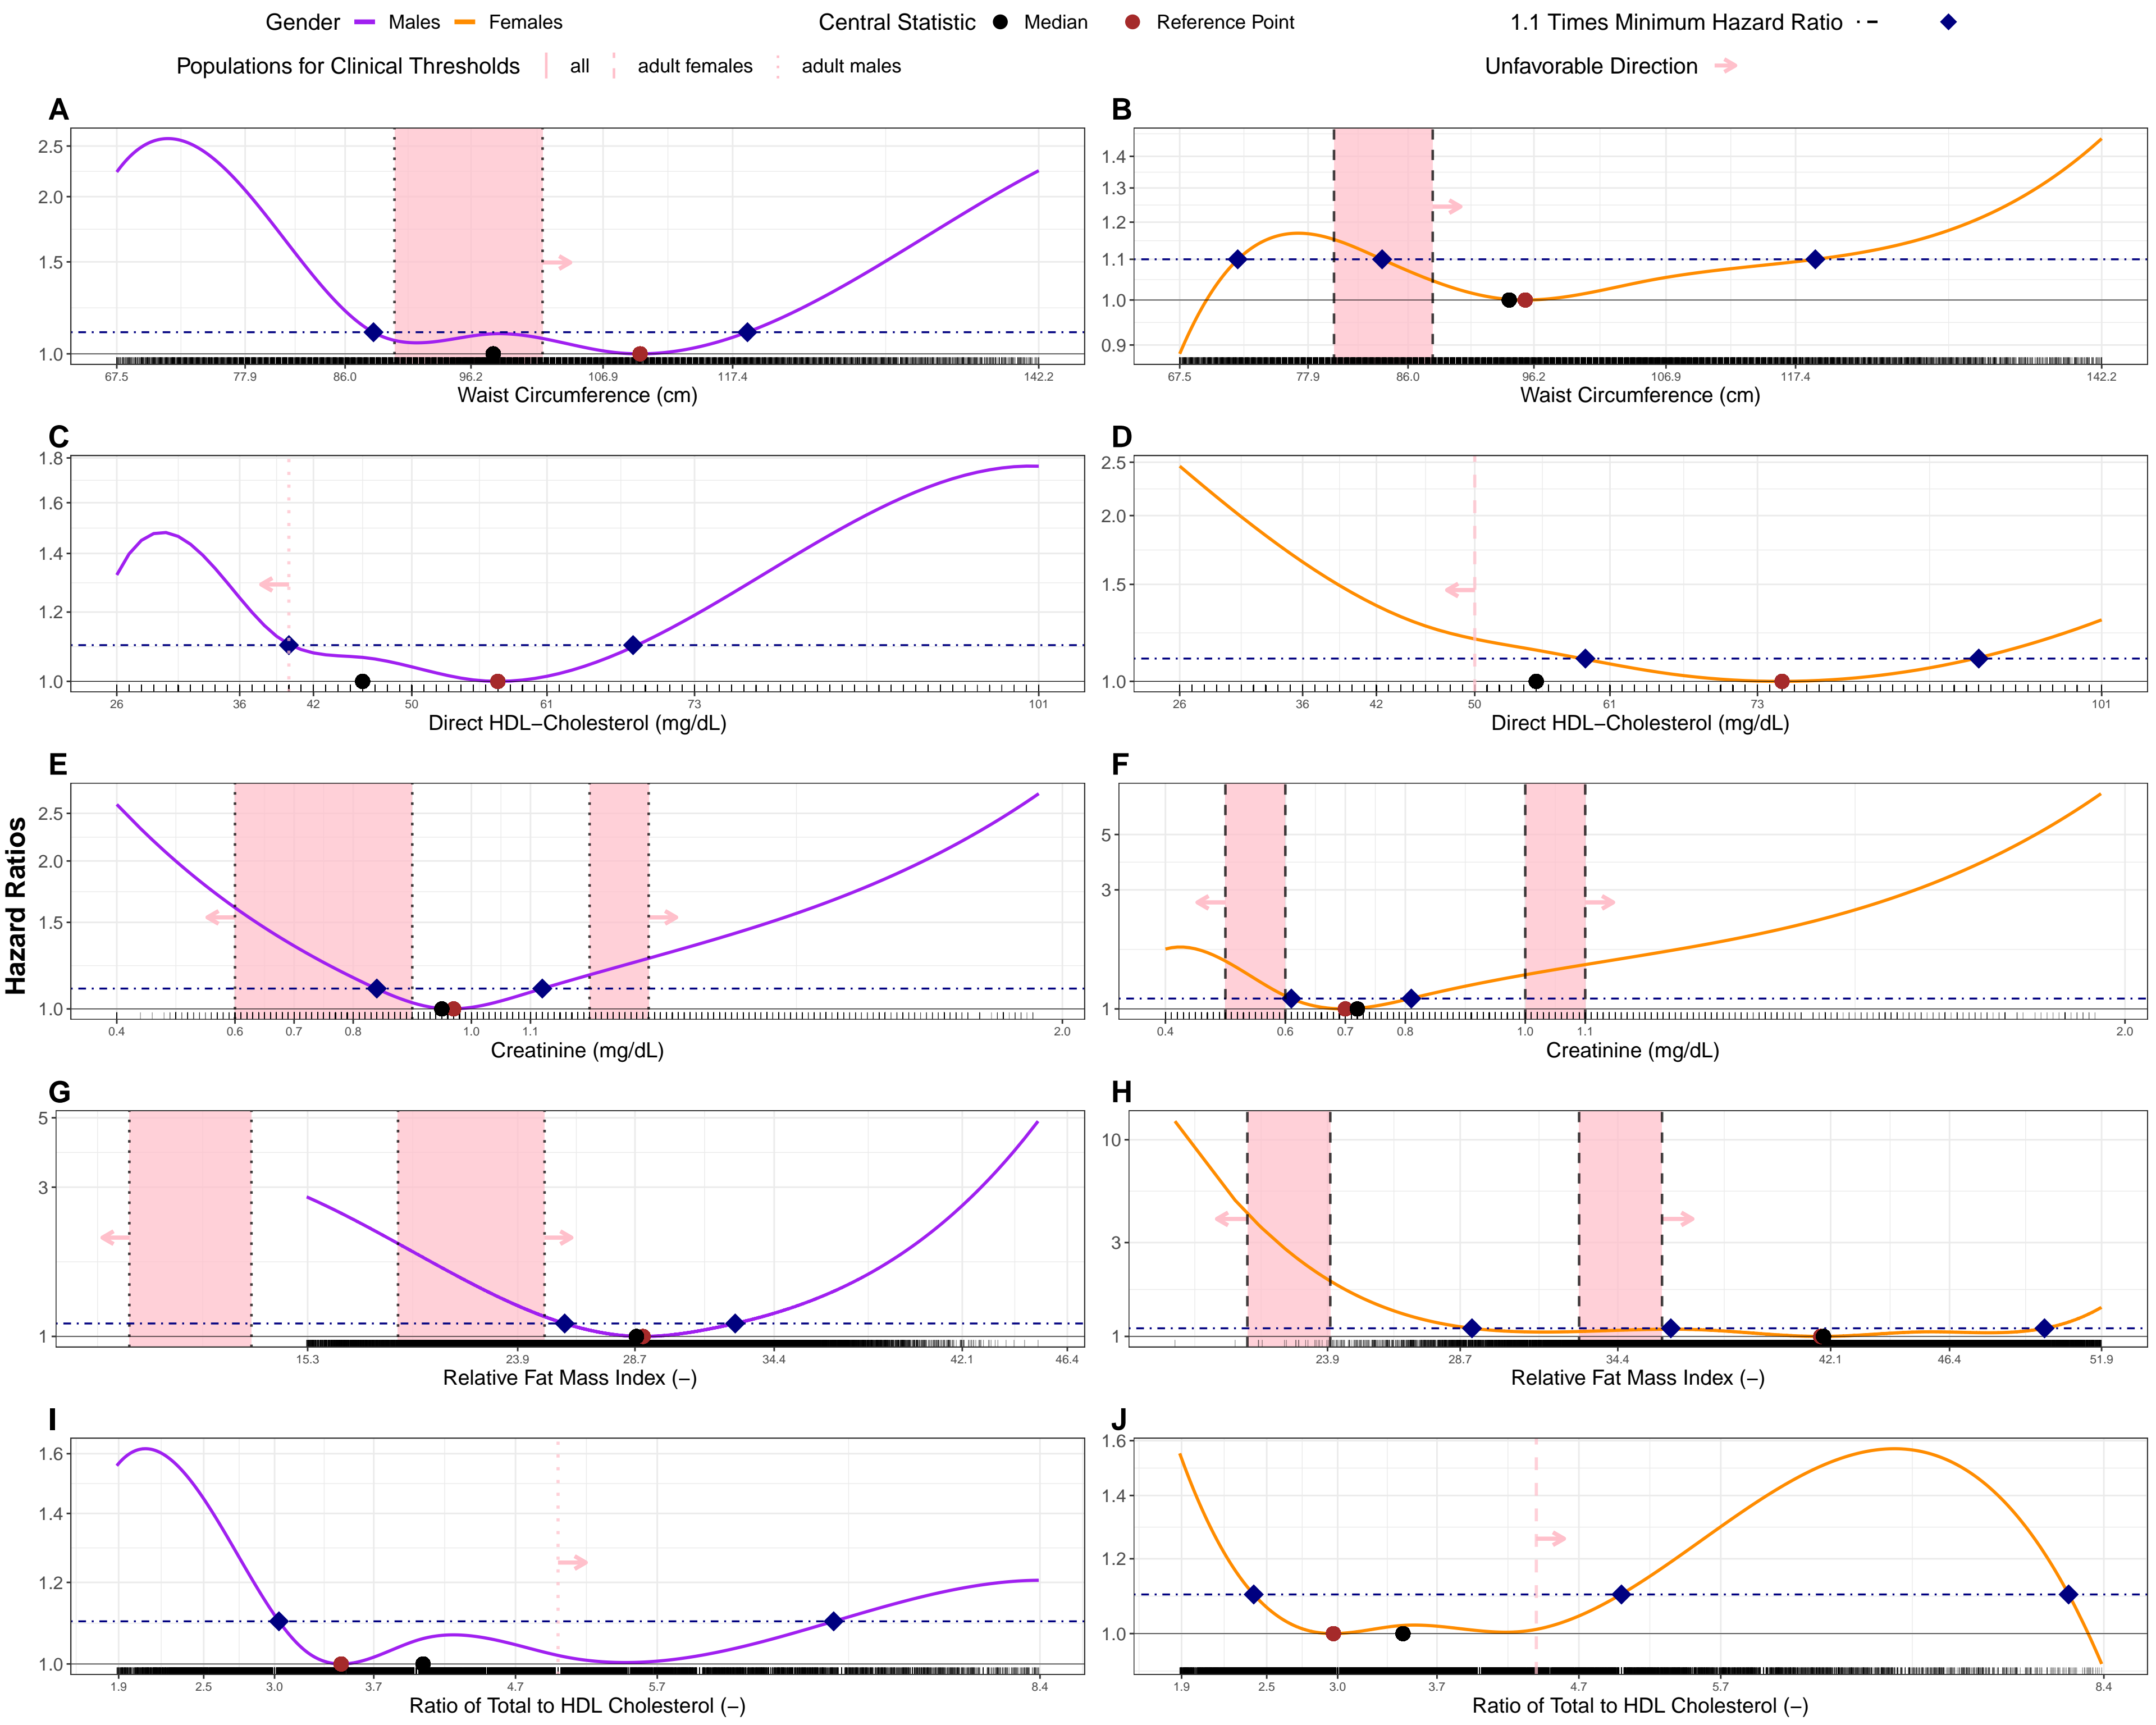 Gender Males Females Central Statistic Median Reference Point 1.1 Times Minimum Hazard Ratio
Populations for Clinical Thresholds all adult females adult males Unfavorable Direction
Hazard Ratios
A
2.5
2.0
1.5
1.0
67.5 77.9 86.0 96.2 106.9 117.4 142.2
Waist Circumference (cm)
B
1.4
1.3
1.2
1.1
1.0
0.9
67.5 77.9 86.0 96.2 106.9 117.4 142.2
Waist Circumference (cm)
C
1.8
1.6
1.4
1.2
1.0
26 36 42 50 61 73 101
Direct HDL−Cholesterol (mg/dL)
D
2.5
2.0
1.5
1.0
26 36 42 50 61 73 101
Direct HDL−Cholesterol (mg/dL)
E
2.5
2.0
1.5
1.0
0.4 0.6 0.7 0.8 1.0 1.1 2.0
Creatinine (mg/dL)
F
5
3
1
0.4 0.6 0.7 0.8 1.0 1.1 2.0
Creatinine (mg/dL)
G
5
3
1
15.3 23.9 28.7 34.4 42.1 46.4
Relative Fat Mass Index (−)
H
10
3
1
23.9 28.7 34.4 42.1 46.4 51.9
Relative Fat Mass Index (−)
I
1.6
1.4
1.2
1.0
1.9 2.5 3.0 3.7 4.7 5.7 8.4
Ratio of Total to HDL Cholesterol (−)
J
1.6
1.4
1.2
1.0
1.9 2.5 3.0 3.7 4.7 5.7 8.4
Ratio of Total to HDL Cholesterol (−)